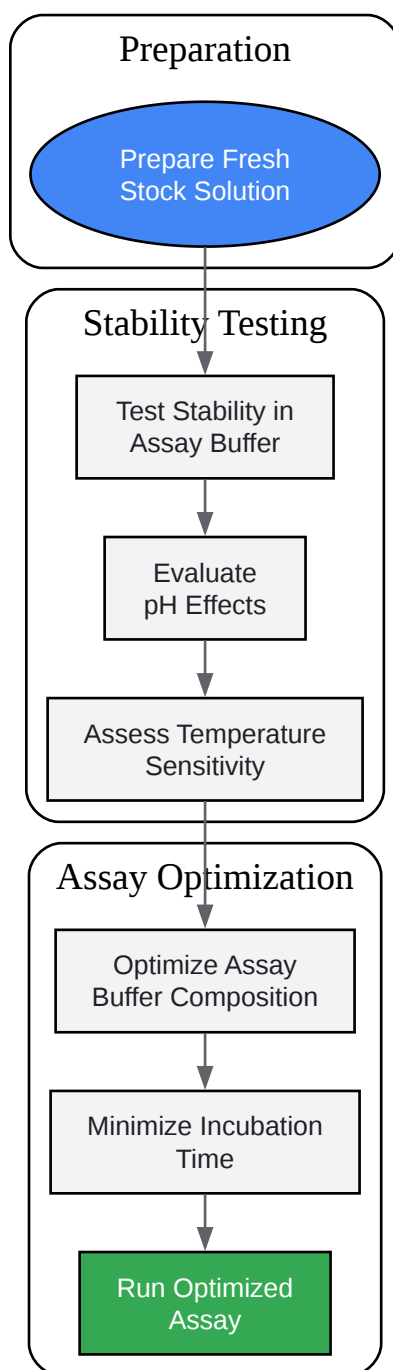 Preparation
Prepare Fresh
Stock Solution
Stability Testing
Test Stability in
Assay Buffer
Evaluate
pH Effects
Assess Temperature
Sensitivity
Assay Optimization
Optimize Assay
Buffer Composition
Minimize Incubation
Time
Run Optimized
Assay